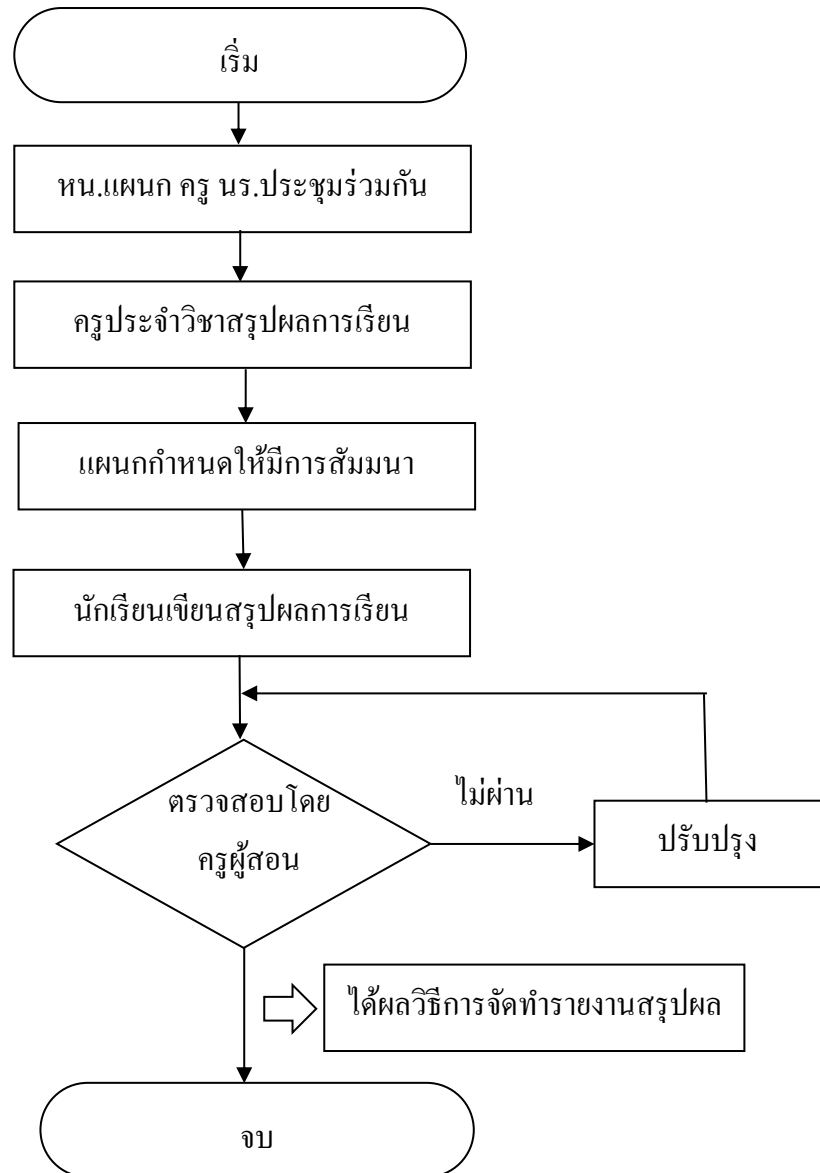 เริ่ม
หน.แผนก ครู นร.ประชุมร่วมกัน
ครูประจำวิชาสรุปผลการเรียน
แผนกกำหนดให้มีการสัมมนา
นักเรียนเขียนสรุปผลการเรียน
ตรวจสอบโดย
ครูผู้สอน
ไม่ผ่าน
ปรับปรุง
ได้ผลวิธีการจัดทำรายงานสรุปผล
จบ